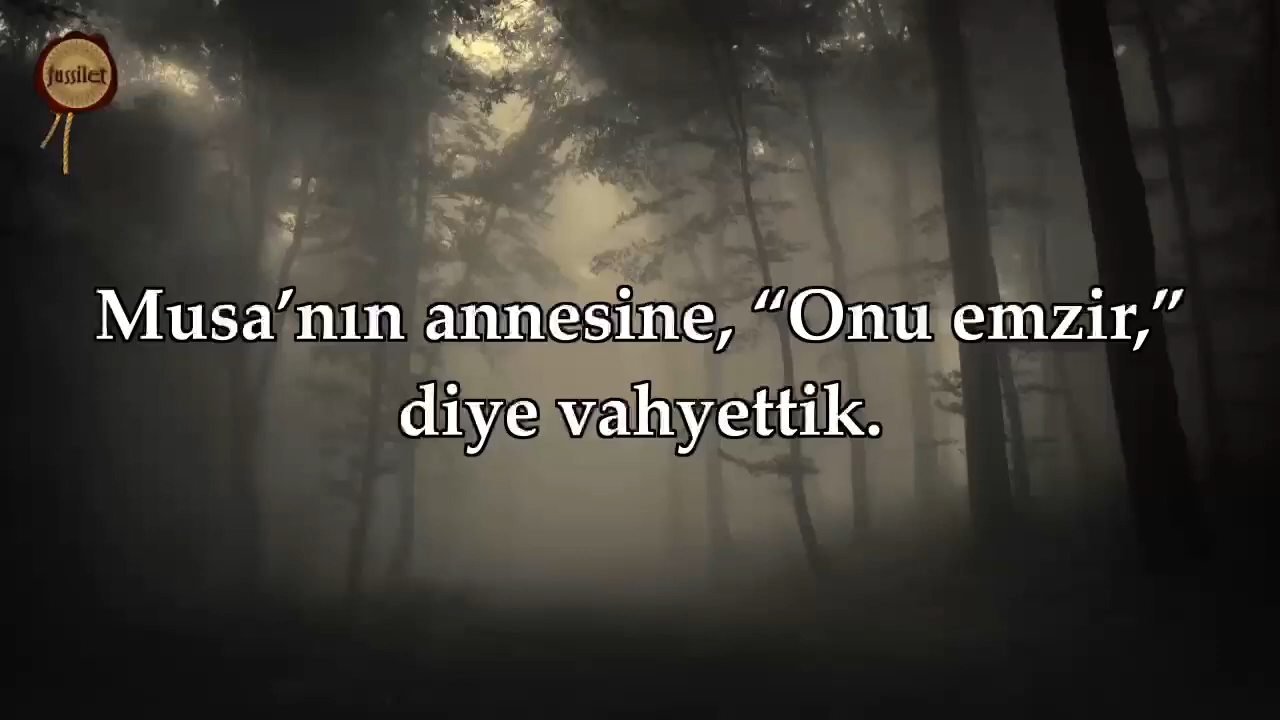 fussilet
Musa’nın annesine, “Onu emzir,”
diye vahyettik.